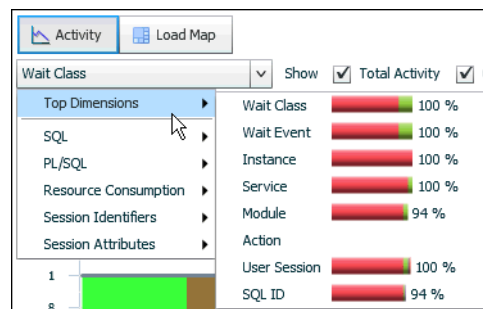 Activity Load Map
Wait Class Show Total Activity
Top Dimensions
SQL
PL/SQL
Resource Consumption
Session Identifiers
Session Attributes
Wait Class 100 %
Wait Event 100 %
Instance 100 %
Service 100 %
Module 94 %
Action
User Session 100 %
SQL ID 94 %
1
8